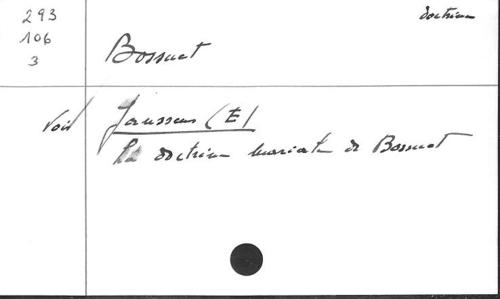 293
106
3
doctrine
Bossuet
Voir
Janssens (E)
La doctrine mariale de Bossuet